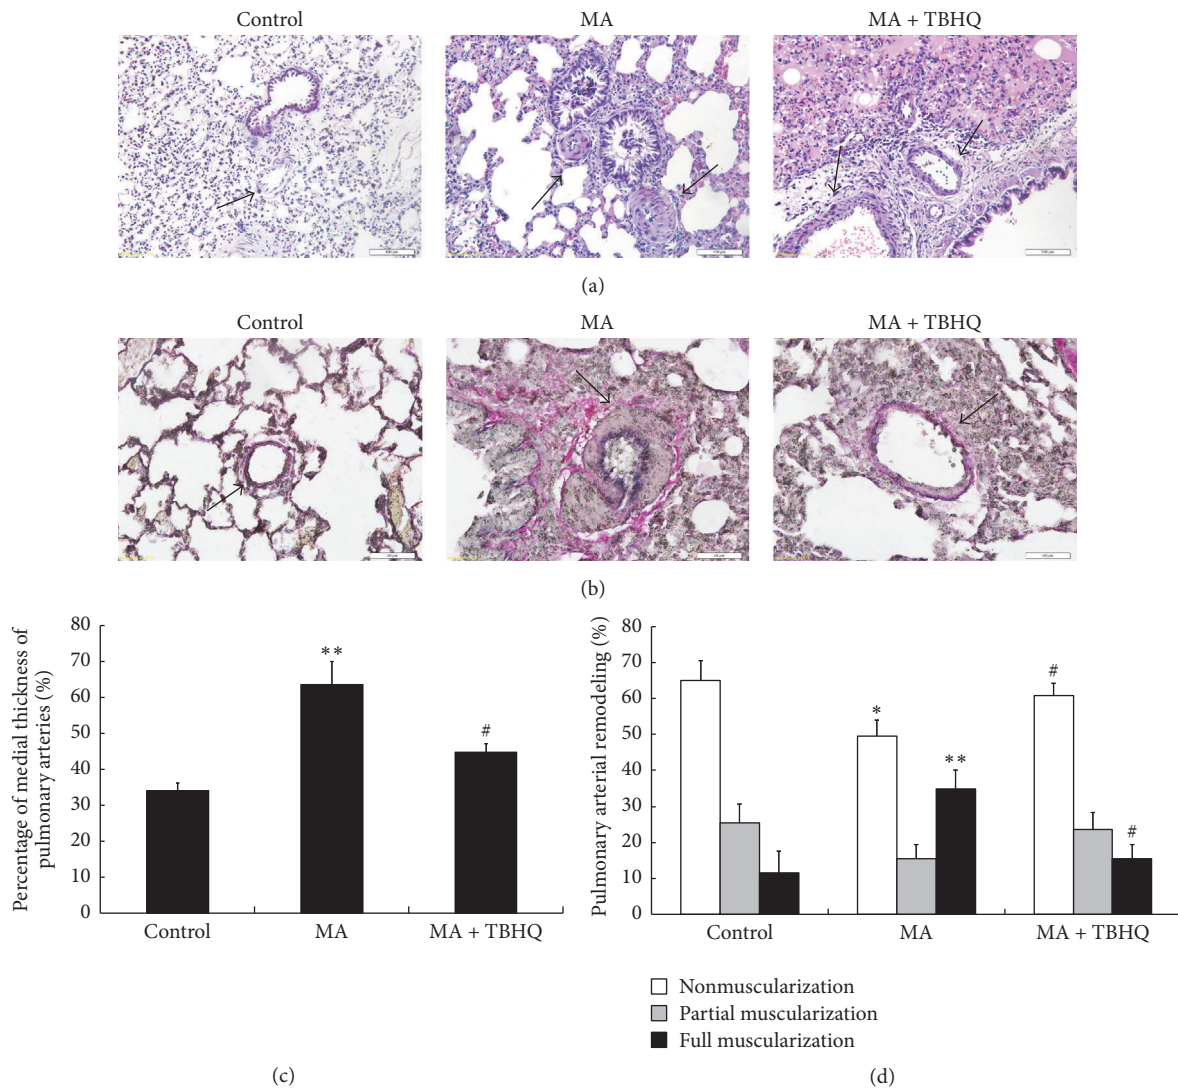 Control
MA
MA + TBHQ
(a)
Control
MA
MA + TBHQ
(b)
Percentage of medial thickness of
pulmonary arteries (%)
80
70
60
50
40
30
20
10
0
**
#
Control
MA
MA + TBHQ
(c)
Pulmonary arterial remodeling (%)
80
70
60
50
40
30
20
10
0
*
**
#
#
Control
MA
MA + TBHQ
Nonmuscularization
Partial muscularization
Full muscularization
(d)